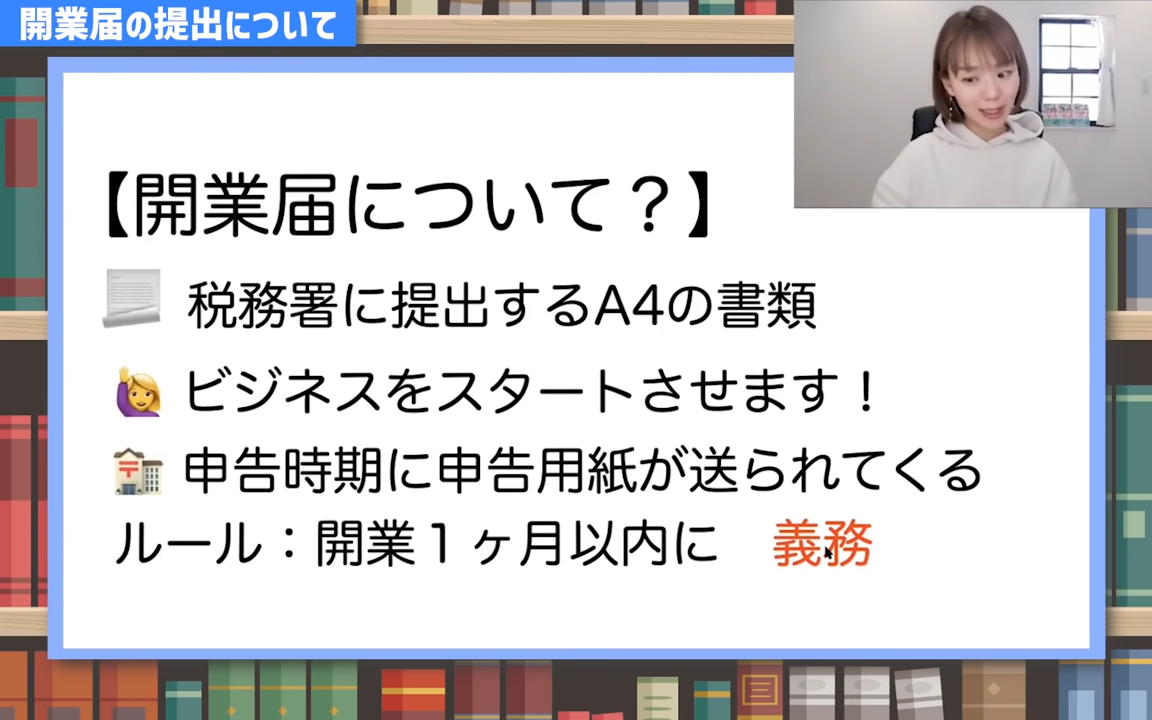 開業届の提出について
【開業届について？】
税務署に提出するA4の書類
ビジネスをスタートさせます！
申告時期に申告用紙が送られてくる
ルール：開業１ヶ月以内に　義務